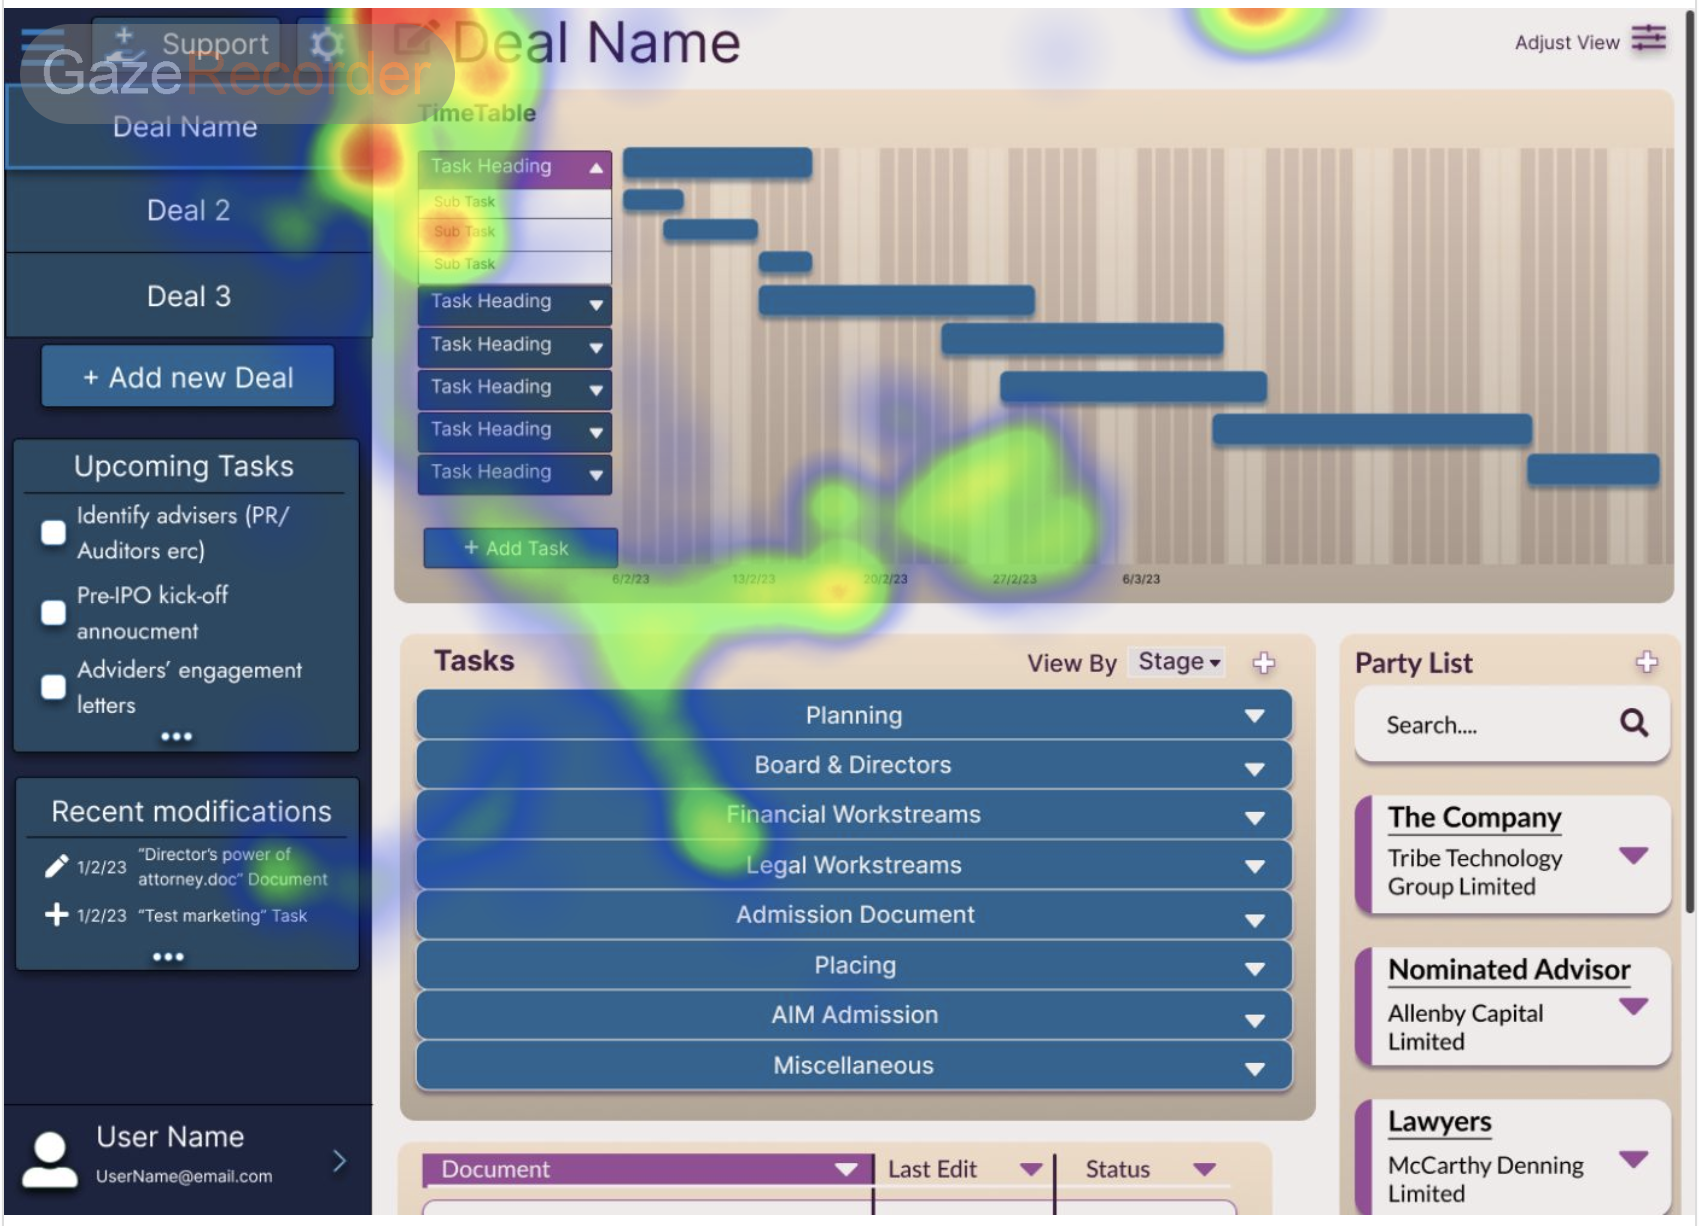 Support
GazeRecorder
Deal Name
Adjust View
Deal Name
Deal 2
Deal 3
+ Add new Deal
Upcoming Tasks
Identify advisers (PR/
Auditors erc)
Pre-IPO kick-off
annoucment
Adviders' engagement
letters
Recent modifications
1/2/23 "Director's power of
attorney.doc" Document
1/2/23 "Test marketing" Task
User Name
UserName@email.com
TimeTable
Task Heading
Sub Task
Sub Task
Sub Task
Task Heading
Task Heading
Task Heading
Task Heading
Task Heading
+ Add Task
6/2/23 13/2/23 20/2/23 27/2/23 6/3/23
Tasks
View By Stage
Planning
Board & Directors
Financial Workstreams
Legal Workstreams
Admission Document
Placing
AIM Admission
Miscellaneous
Document Last Edit Status
Party List
Search....
The Company
Tribe Technology
Group Limited
Nominated Advisor
Allenby Capital
Limited
Lawyers
McCarthy Denning
Limited